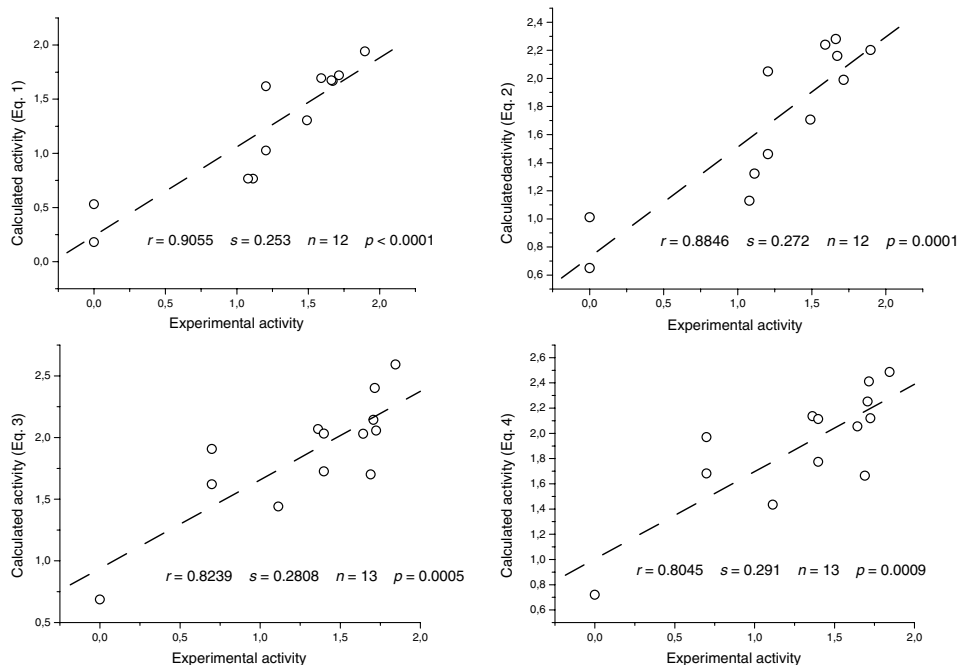 Calculated activity (Eq. 1)
2,0
1,5
1,0
0,5
0,0
r = 0.9055 s = 0.253 n = 12 p < 0.0001
0,0 0,5 1,0 1,5 2,0
Experimental activity
Calculatedactivity (Eq. 2)
2,4
2,2
2,0
1,8
1,6
1,4
1,2
1,0
0,8
0,6
r = 0.8846 s = 0.272 n = 12 p = 0.0001
0,0 0,5 1,0 1,5 2,0
Experimental activity
Calculated activity (Eq. 3)
2,5
2,0
1,5
1,0
0,5
r = 0.8239 s = 0.2808 n = 13 p = 0.0005
0,0 0,5 1,0 1,5 2,0
Experimental activity
Calculated activity (Eq. 4)
2,6
2,4
2,2
2,0
1,8
1,6
1,4
1,2
1,0
0,8
0,6
r = 0.8045 s = 0.291 n = 13 p = 0.0009
0,0 0,5 1,0 1,5 2,0
Experimental activity